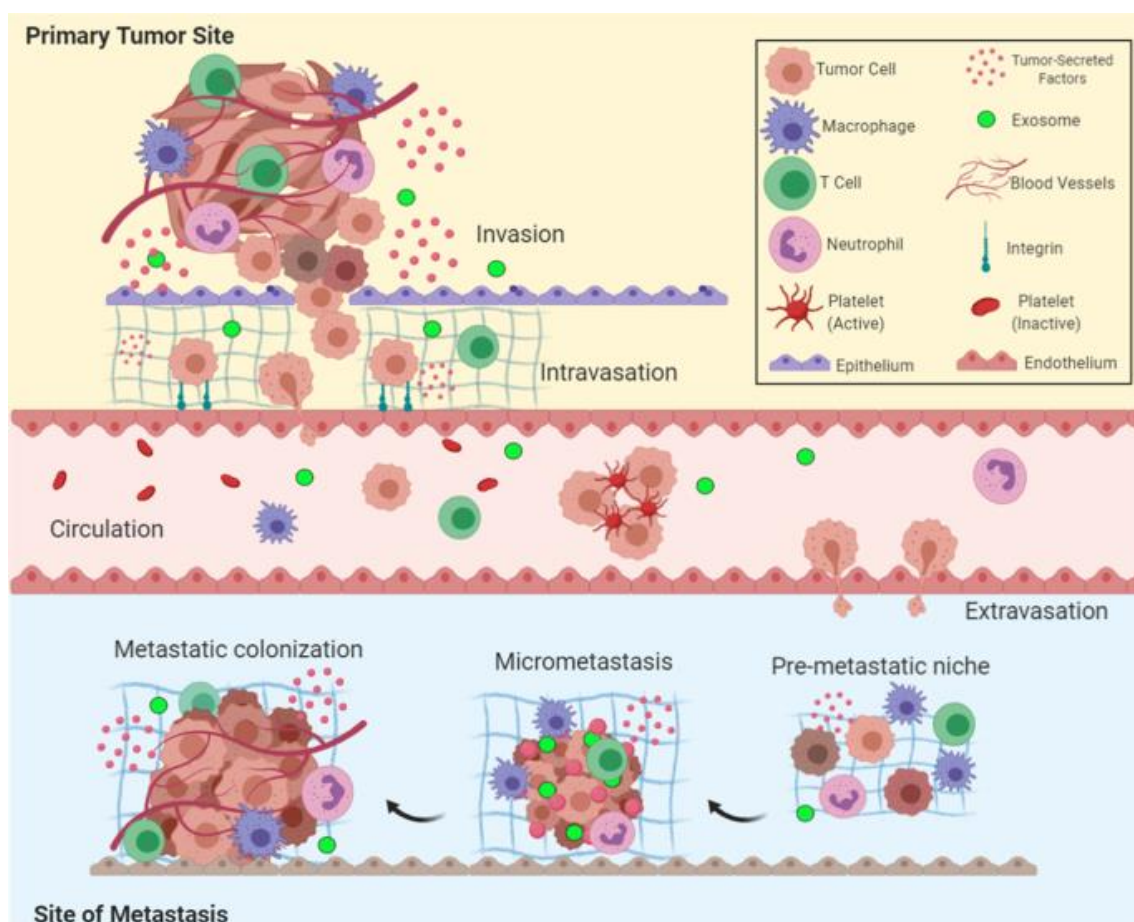 Primary Tumor Site
Tumor Cell
Tumor-Secreted
Factors
Macrophage
Exosome
T Cell
Blood Vessels
Neutrophil
Integrin
Platelet
(Active)
Platelet
(Inactive)
Epithelium
Endothelium
Invasion
Intravasation
Circulation
Extravasation
Metastatic colonization
Micrometastasis
Pre-metastatic niche
Site of Metastasis